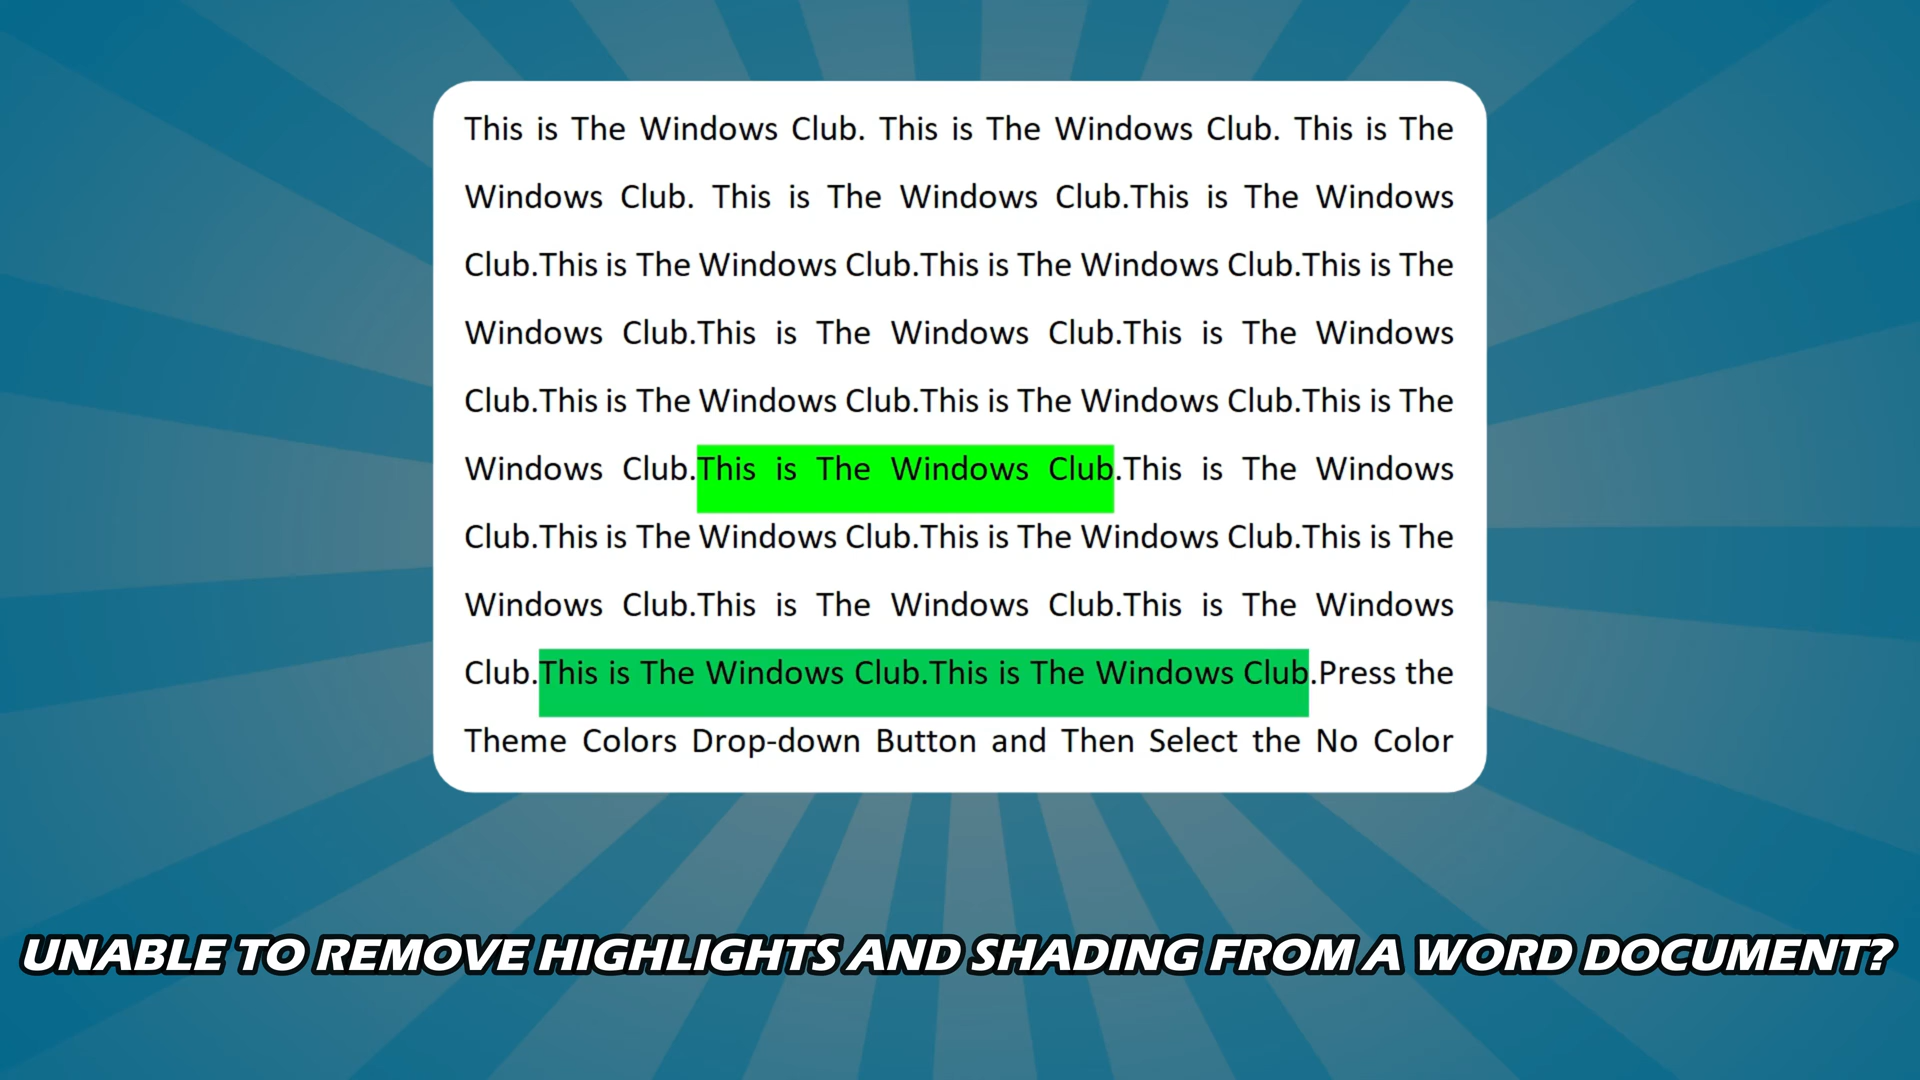 This is The Windows Club. This is The Windows Club. This is The
Windows Club. This is The Windows Club.This is The Windows
Club.This is The Windows Club.This is The Windows Club.This is The
Windows Club.This is The Windows Club.This is The Windows
Club.This is The Windows Club.This is The Windows Club.This is The
Windows Club.This is The Windows Club.This is The Windows
Club.This is The Windows Club.This is The Windows Club.This is The
Windows Club.This is The Windows Club.This is The Windows
Club.This is The Windows Club.This is The Windows Club.Press the
Theme Colors Drop-down Button and Then Select the No Color
UNABLE TO REMOVE HIGHLIGHTS AND SHADING FROM A WORD DOCUMENT?